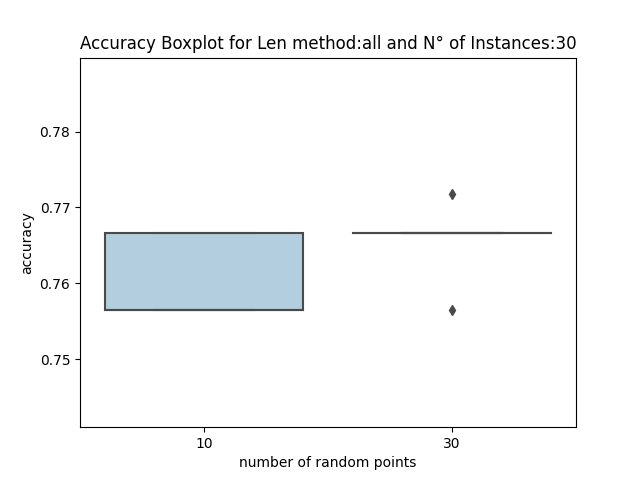 Accuracy Boxplot for Len method:all and N° of Instances:30
0.78
0.77
0.76
0.75
accuracy
10 30
number of random points